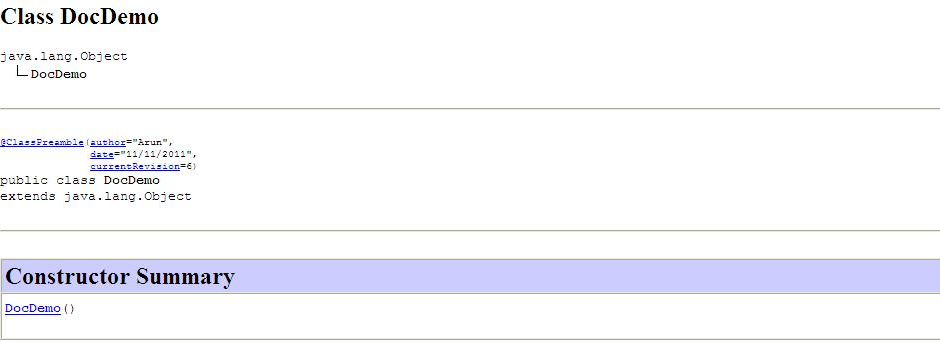 Class DocDemo
java.lang.Object
DocDemo
@ClassPreamble(author="Arun",
date="11/11/2011",
currentRevision=6)
public class DocDemo
extends java.lang.Object
Constructor Summary
DocDemo()